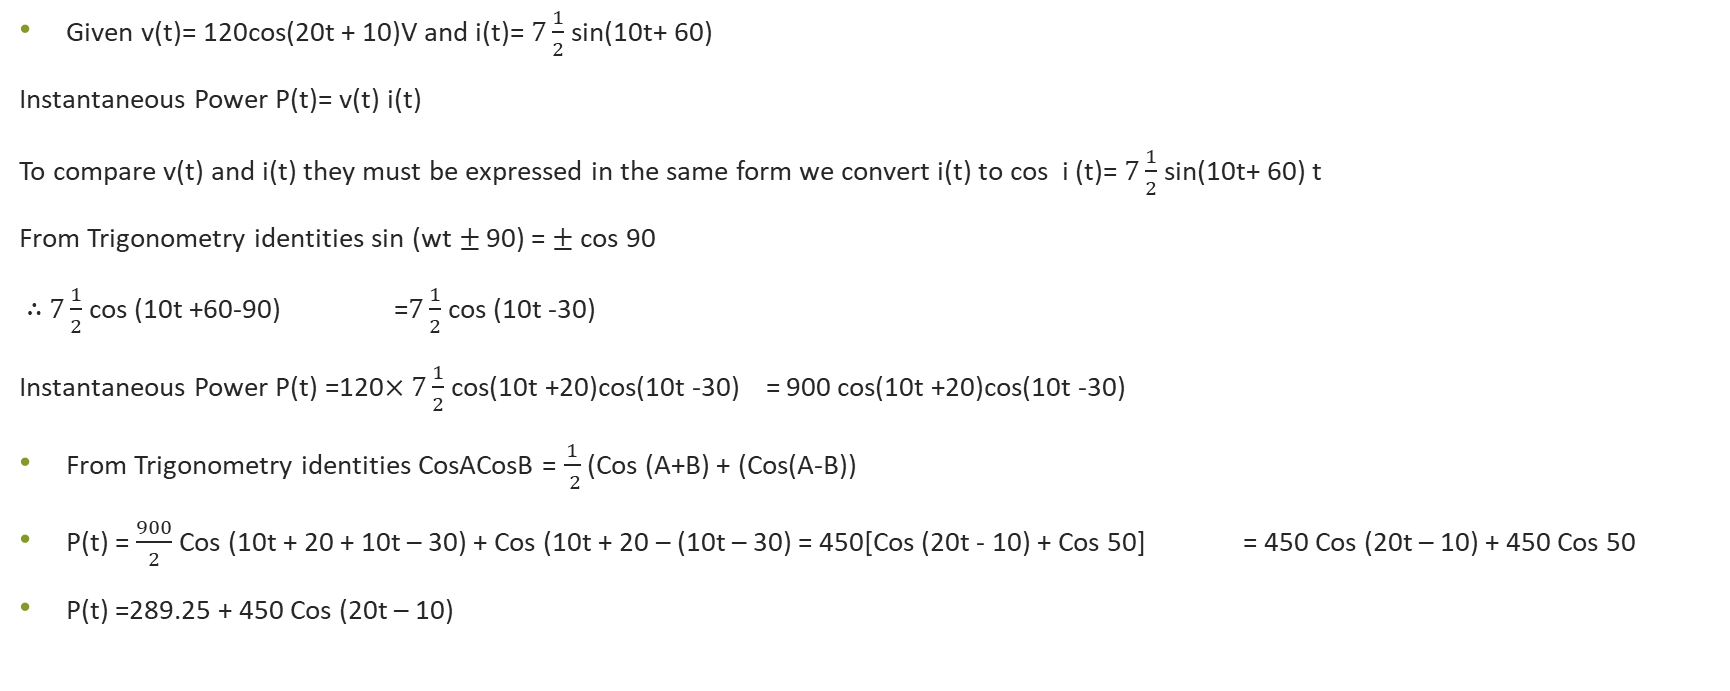 • Given v(t)= 120cos(20t + 10)V and i(t)= 7 1/2 sin(10t+ 60)
Instantaneous Power P(t)= v(t) i(t)
To compare v(t) and i(t) they must be expressed in the same form we convert i(t) to cos i (t)= 7 1/2 sin(10t+ 60) t
From Trigonometry identities sin (wt ± 90) = ± cos 90
∴ 7 1/2 cos (10t +60-90) =7 1/2 cos (10t -30)
Instantaneous Power P(t) =120× 7 1/2 cos(10t +20)cos(10t -30) = 900 cos(10t +20)cos(10t -30)
• From Trigonometry identities CosACosB = 1/2 (Cos (A+B) + (Cos(A-B))
• P(t) = 900/2 Cos (10t + 20 + 10t – 30) + Cos (10t + 20 – (10t – 30) = 450[Cos (20t - 10) + Cos 50] = 450 Cos (20t – 10) + 450 Cos 50
• P(t) =289.25 + 450 Cos (20t – 10)